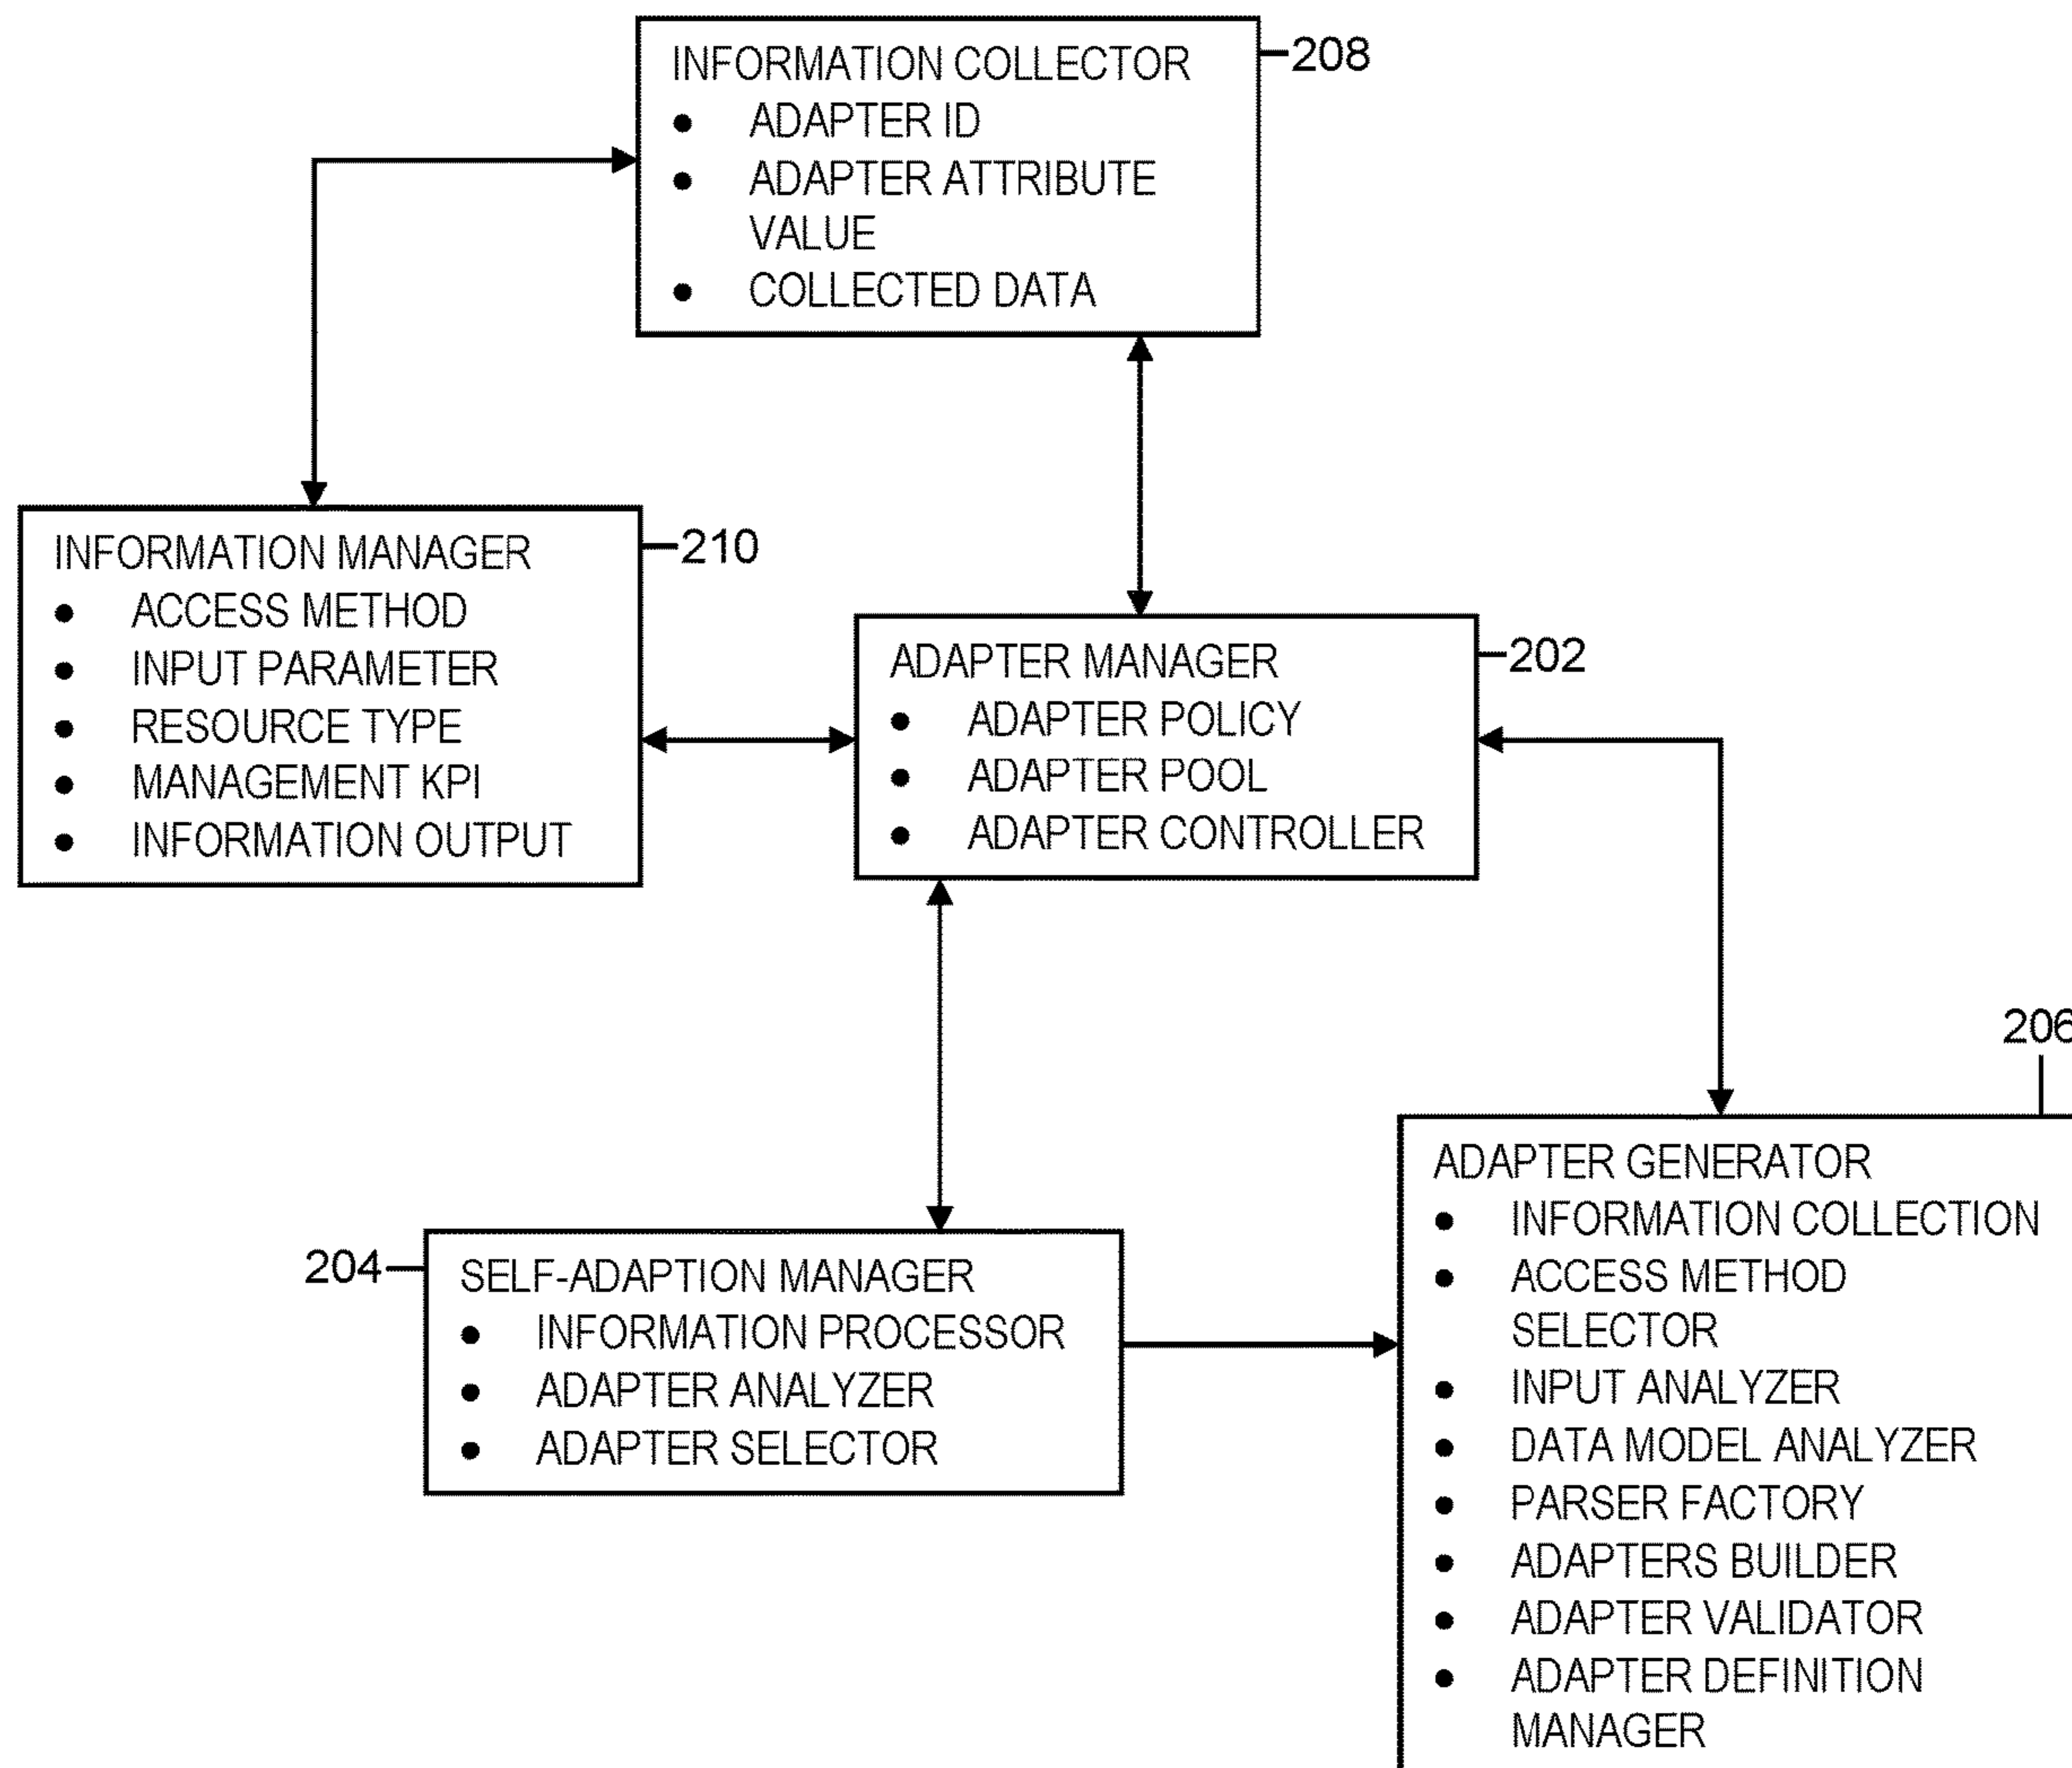 INFORMATION COLLECTOR
208
● ADAPTER ID
● ADAPTER ATTRIBUTE
VALUE
● COLLECTED DATA
INFORMATION MANAGER
210
● ACCESS METHOD
● INPUT PARAMETER
● RESOURCE TYPE
● MANAGEMENT KPI
● INFORMATION OUTPUT
ADAPTER MANAGER
202
● ADAPTER POLICY
● ADAPTER POOL
● ADAPTER CONTROLLER
204
SELF-ADAPTION MANAGER
● INFORMATION PROCESSOR
● ADAPTER ANALYZER
● ADAPTER SELECTOR
206
ADAPTER GENERATOR
● INFORMATION COLLECTION
● ACCESS METHOD
SELECTOR
● INPUT ANALYZER
● DATA MODEL ANALYZER
● PARSER FACTORY
● ADAPTERS BUILDER
● ADAPTER VALIDATOR
● ADAPTER DEFINITION
MANAGER